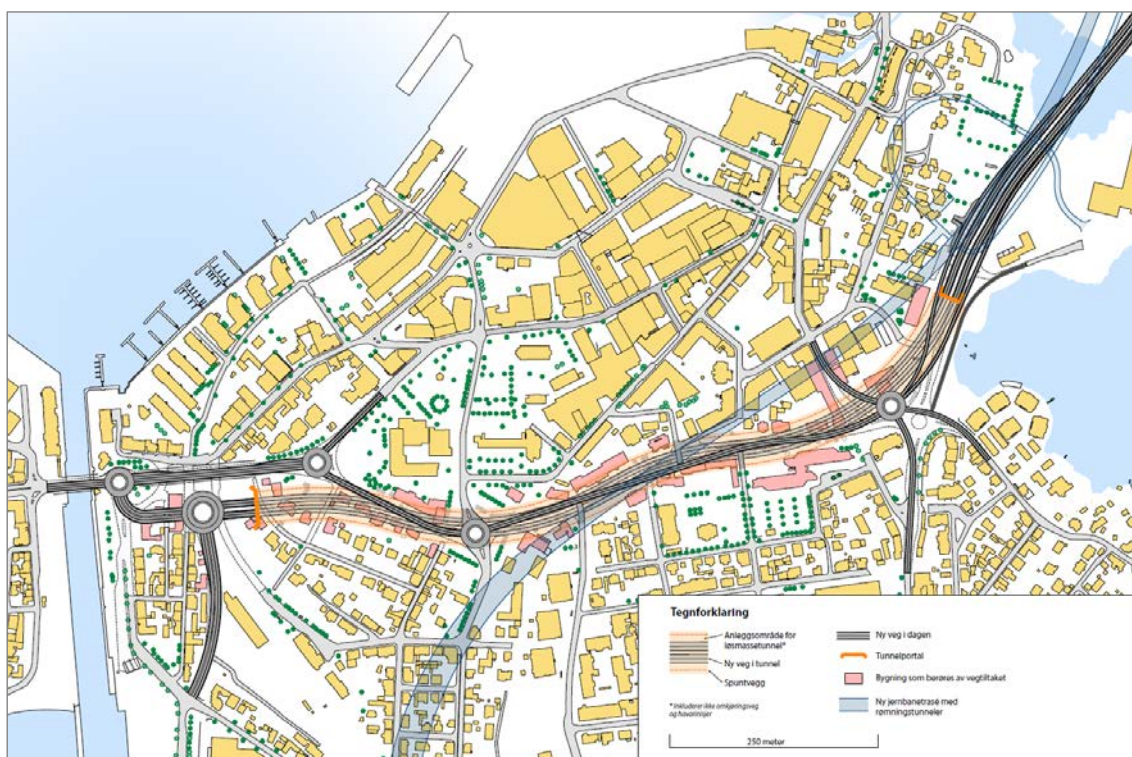 Tegnforklaring
Anleggsområde for
løsmassetunnel*
Ny veg i tunnel
Spuntvegg
* Inkluderer ikke omkjøringsveg
og havarinisjer
250 meter
Ny veg i dagen
Tunnelportal
Bygning som berøres av vegtiltaket
Ny jernbanetrasé med
rømningstunneler